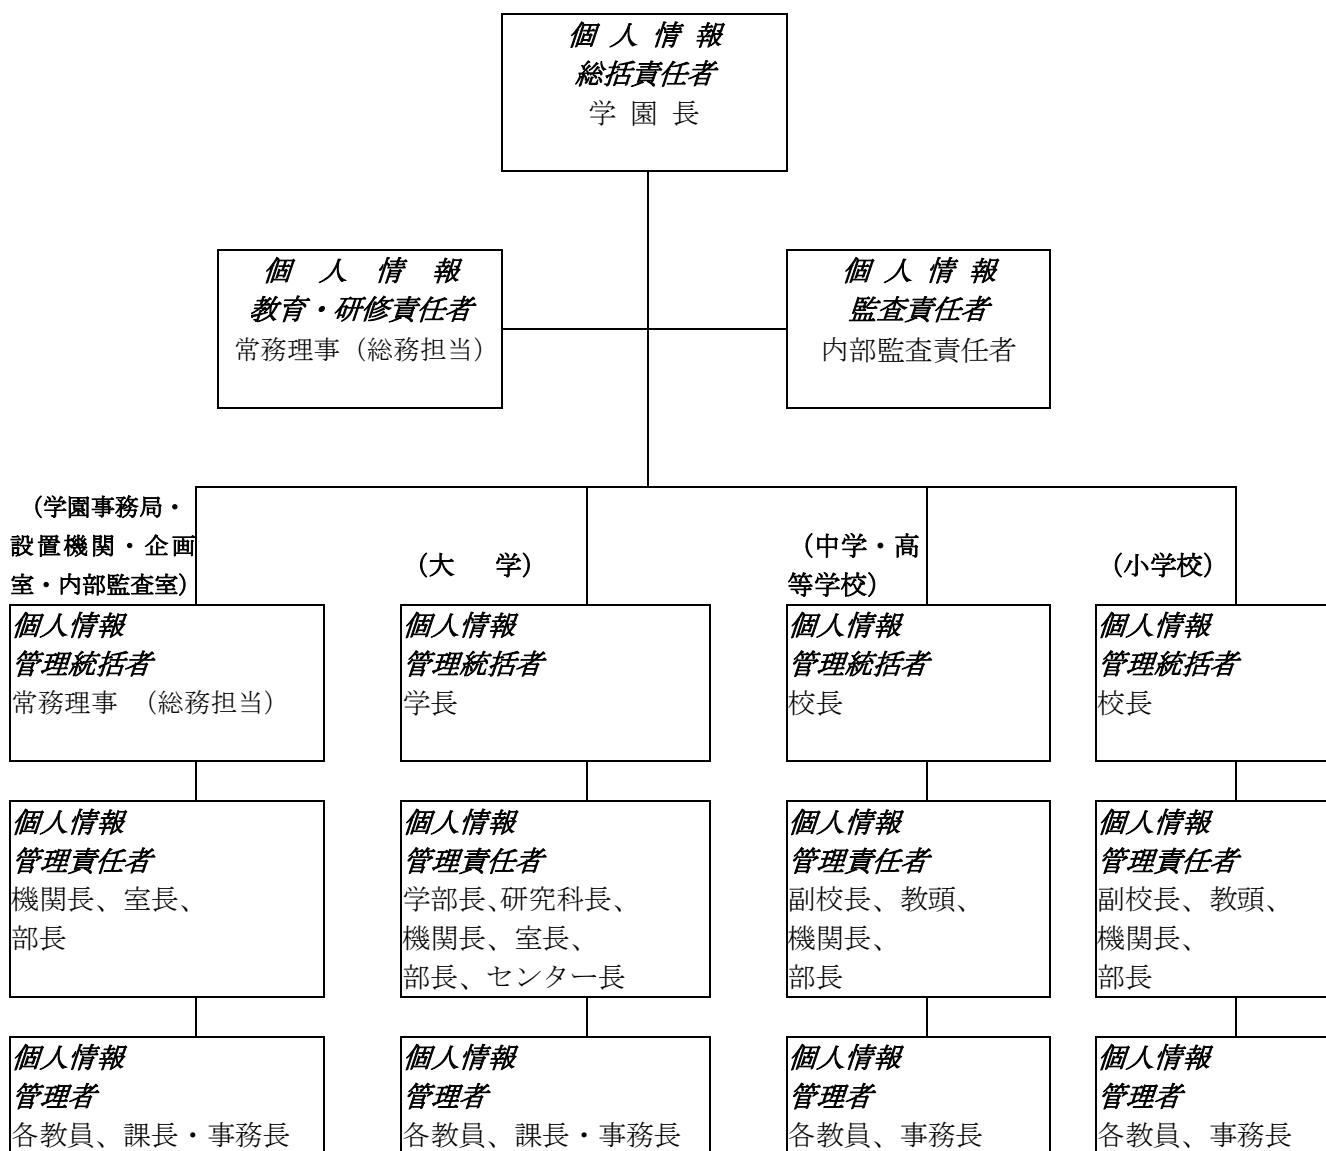 個 人 情 報
総括責任者
学 園 長
個 人 情 報
教育・研修責任者
常務理事（総務担当）
個 人 情 報
監査責任者
内部監査責任者
（学園事務局・
設置機関・企画
室・内部監査室）
（大 学）
（中学・高
等学校）
（小学校）
個人情報
管理統括者
常務理事 （総務担当）
個人情報
管理統括者
学長
個人情報
管理統括者
校長
個人情報
管理統括者
校長
個人情報
管理責任者
機関長、室長、
部長
個人情報
管理責任者
学部長、研究科長、
機関長、室長、
部長、センター長
個人情報
管理責任者
副校長、教頭、
機関長、
部長
個人情報
管理責任者
副校長、教頭、
機関長、
部長
個人情報
管理者
各教員、課長・事務長
個人情報
管理者
各教員、課長・事務長
個人情報
管理者
各教員、事務長
個人情報
管理者
各教員、事務長